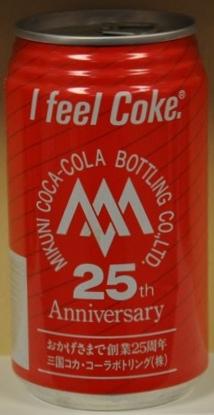 I feel Coke.®
MIKUNI COCA-COLA BOTTLING CO.,LTD.
25th
Anniversary
おかげさまで創業25周年
三国コカ・コーラボトリング(株)